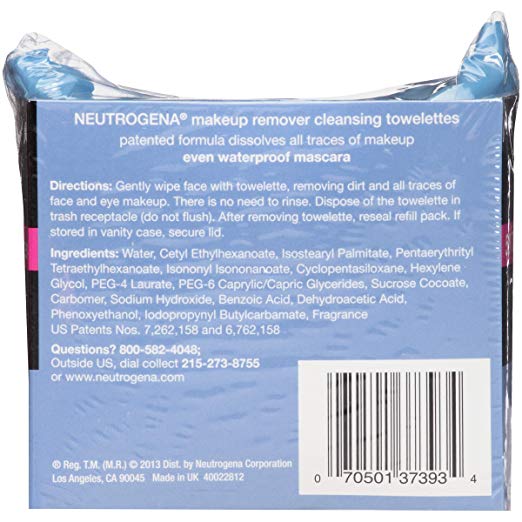 NEUTROGENA® makeup remover cleansing towelettes
patented formula dissolves all traces of makeup
even waterproof mascara
Directions: Gently wipe face with towelette, removing dirt and all traces of
face and eye makeup. There is no need to rinse. Dispose of the towelette in
trash receptacle (do not flush). After removing towelette, reseal refill pack. If
stored in vanity case, secure lid.
Ingredients: Water, Cetyl Ethylhexanoate, Isostearyl Palmitate, Pentaerythrityl
Tetraethylhexanoate, Isononyl Isononanoate, Cyclopentasiloxane, Hexylene
Glycol, PEG-4 Laurate, PEG-6 Caprylic/Capric Glycerides, Sucrose Cocoate,
Carbomer, Sodium Hydroxide, Benzoic Acid, Dehydroacetic Acid,
Phenoxyethanol, Iodopropynyl Butylcarbamate, Fragrance
US Patents Nos. 7,262,158 and 6,762,158
Questions? 800-582-4048;
Outside US, dial collect 215-273-8755
or www.neutrogena.com
® Reg. T.M. (M.R.) © 2013 Dist. by Neutrogena Corporation
Los Angeles, CA 90045 Made in UK 40022812
0 70501 37393 4